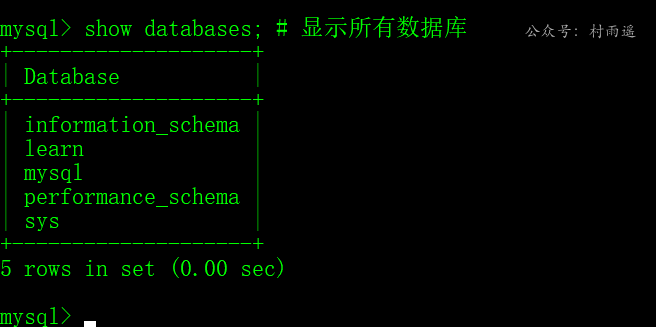 mysql> show databases; # 显示所有数据库
公众号: 村雨遥
+--------------------+
| Database           |
+--------------------+
| information_schema |
| learn              |
| mysql              |
| performance_schema |
| sys                |
+--------------------+
5 rows in set (0.00 sec)
mysql>